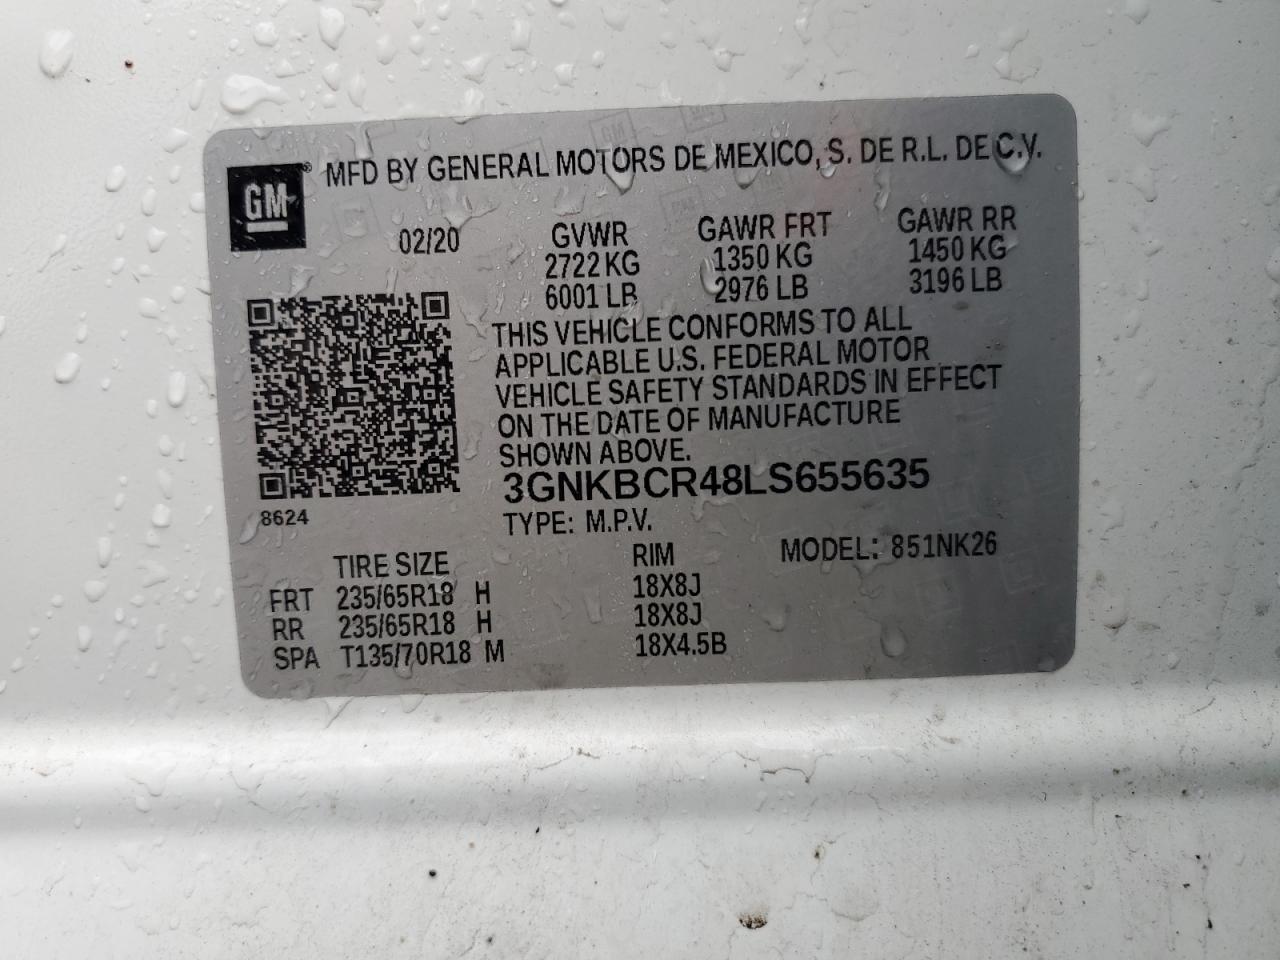 GM ® MFD BY GENERAL MOTORS DE MEXICO, S. DE R.L. DE C.V.
02/20 GVWR GAWR FRT GAWR RR
2722 KG 1350 KG 1450 KG
6001 LB 2976 LB 3196 LB
THIS VEHICLE CONFORMS TO ALL
APPLICABLE U.S. FEDERAL MOTOR
VEHICLE SAFETY STANDARDS IN EFFECT
ON THE DATE OF MANUFACTURE
SHOWN ABOVE.
3GNKBCR48LS655635
8624
TYPE: M.P.V.
TIRE SIZE RIM MODEL: 851NK26
FRT 235/65R18 H 18X8J
RR 235/65R18 H 18X8J
SPA T135/70R18 M 18X4.5B